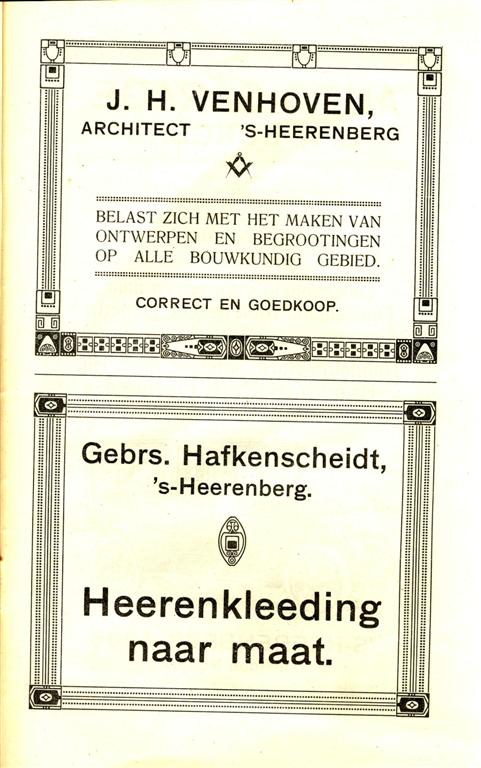 J. H. VENHOVEN,
ARCHITECT 'S-HEERENBERG
BELAST ZICH MET HET MAKEN VAN
ONTWERPEN EN BEGROOTINGEN
OP ALLE BOUWKUNDIG GEBIED.
CORRECT EN GOEDKOOP.
Gebrs. Hafkenscheidt,
's-Heerenberg.
Heerenkleeding
naar maat.